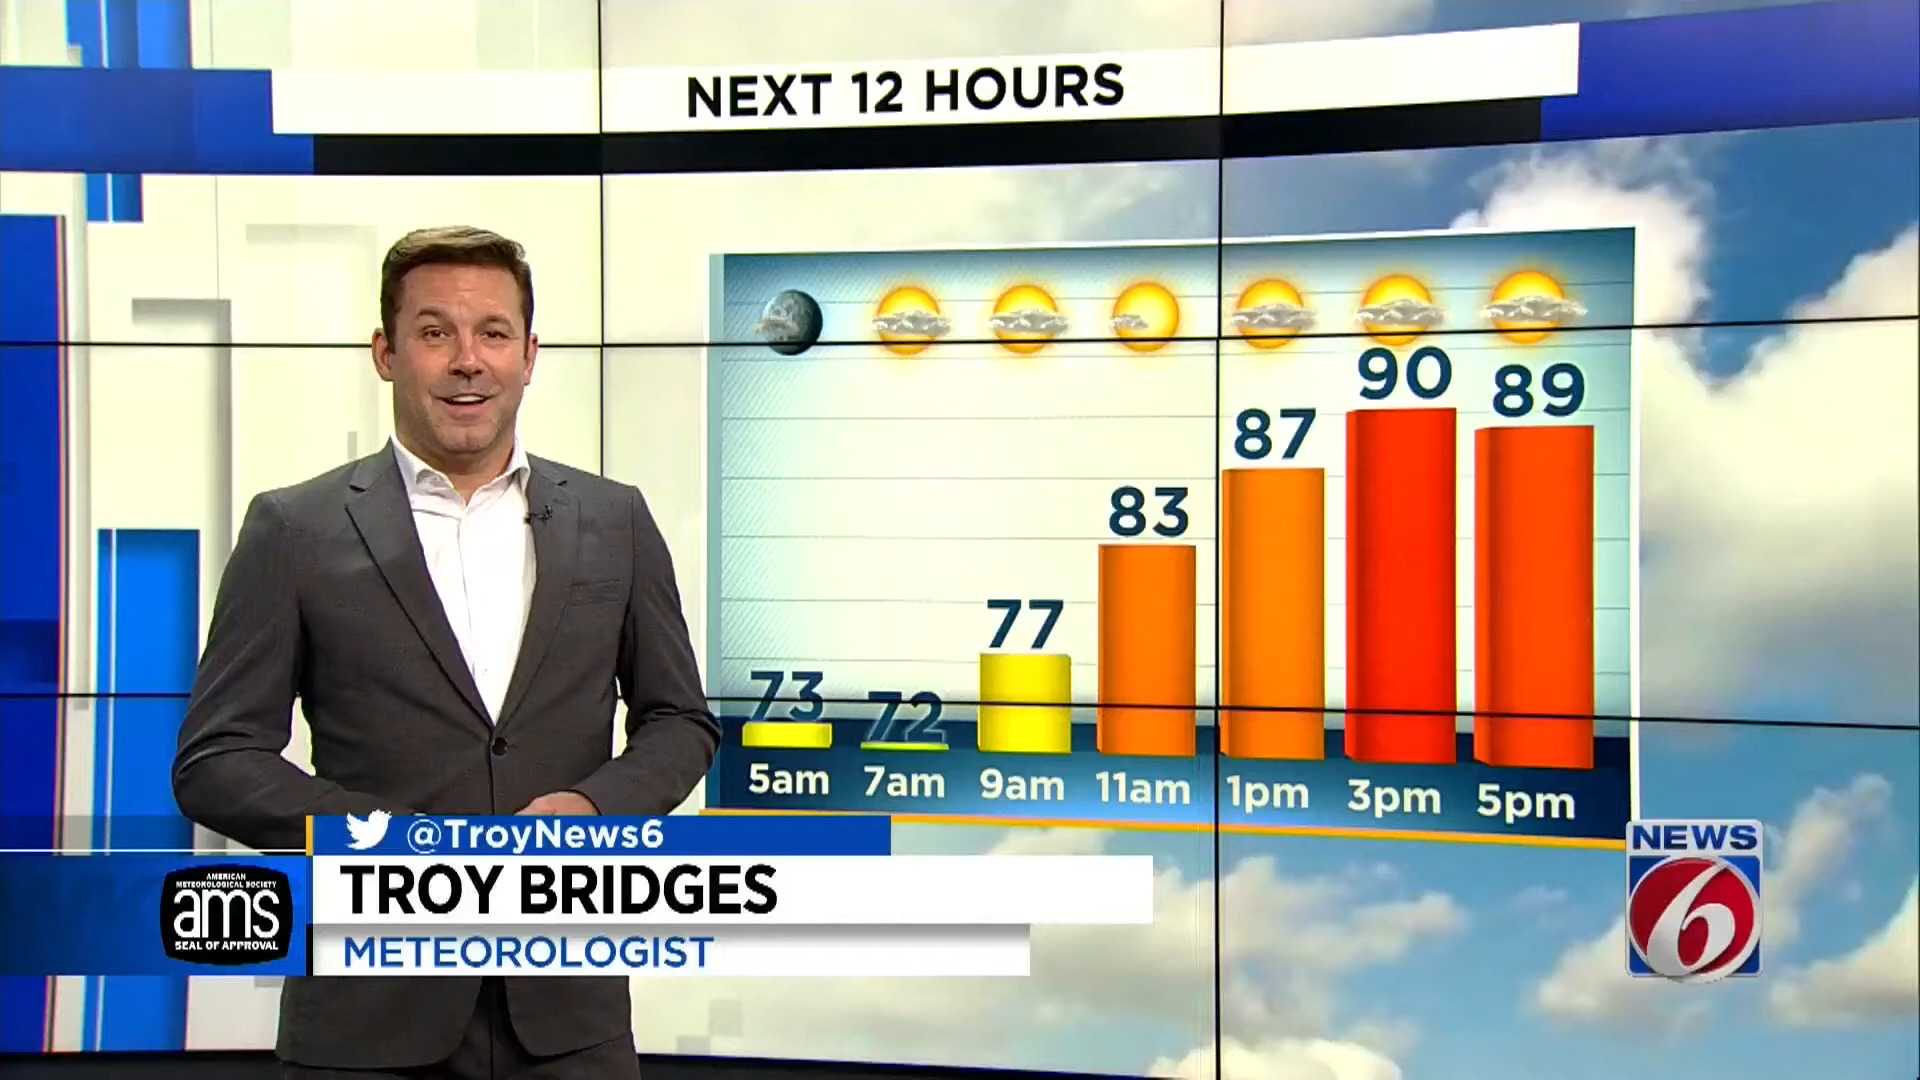 NEXT 12 HOURS
90
89
87
83
77
73
72
5am 7am 9am 11am 1pm 3pm 5pm
@TroyNews6
TROY BRIDGES
METEOROLOGIST
AMERICAN
METEOROLOGICAL SOCIETY
ams
SEAL OF APPROVAL
NEWS
6